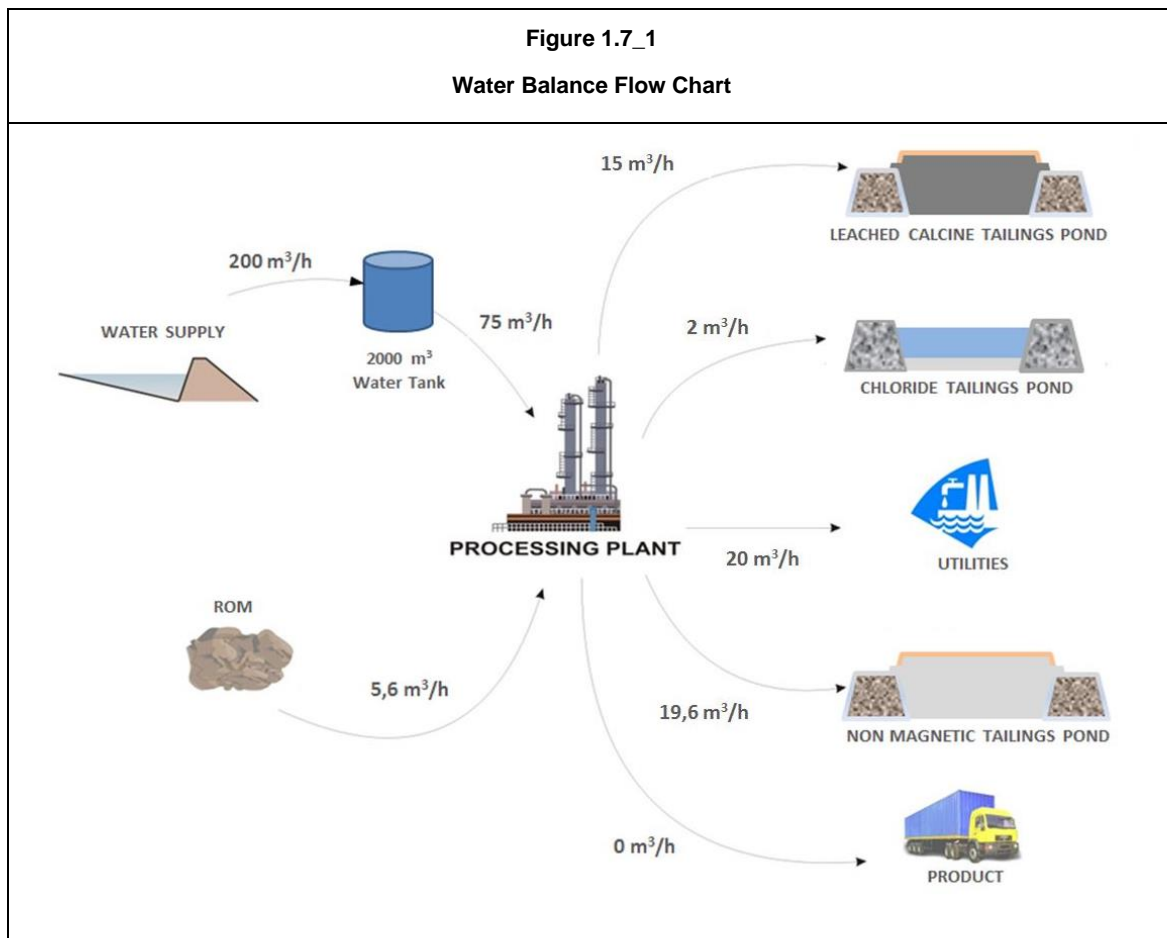 Figure 1.7_1
Water Balance Flow Chart
15 m³/h
LEACHED CALCINE TAILINGS POND
200 m³/h
WATER SUPPLY
2000 m³
Water Tank
75 m³/h
2 m³/h
CHLORIDE TAILINGS POND
PROCESSING PLANT
20 m³/h
UTILITIES
ROM
5,6 m³/h
19,6 m³/h
NON MAGNETIC TAILINGS POND
0 m³/h
PRODUCT